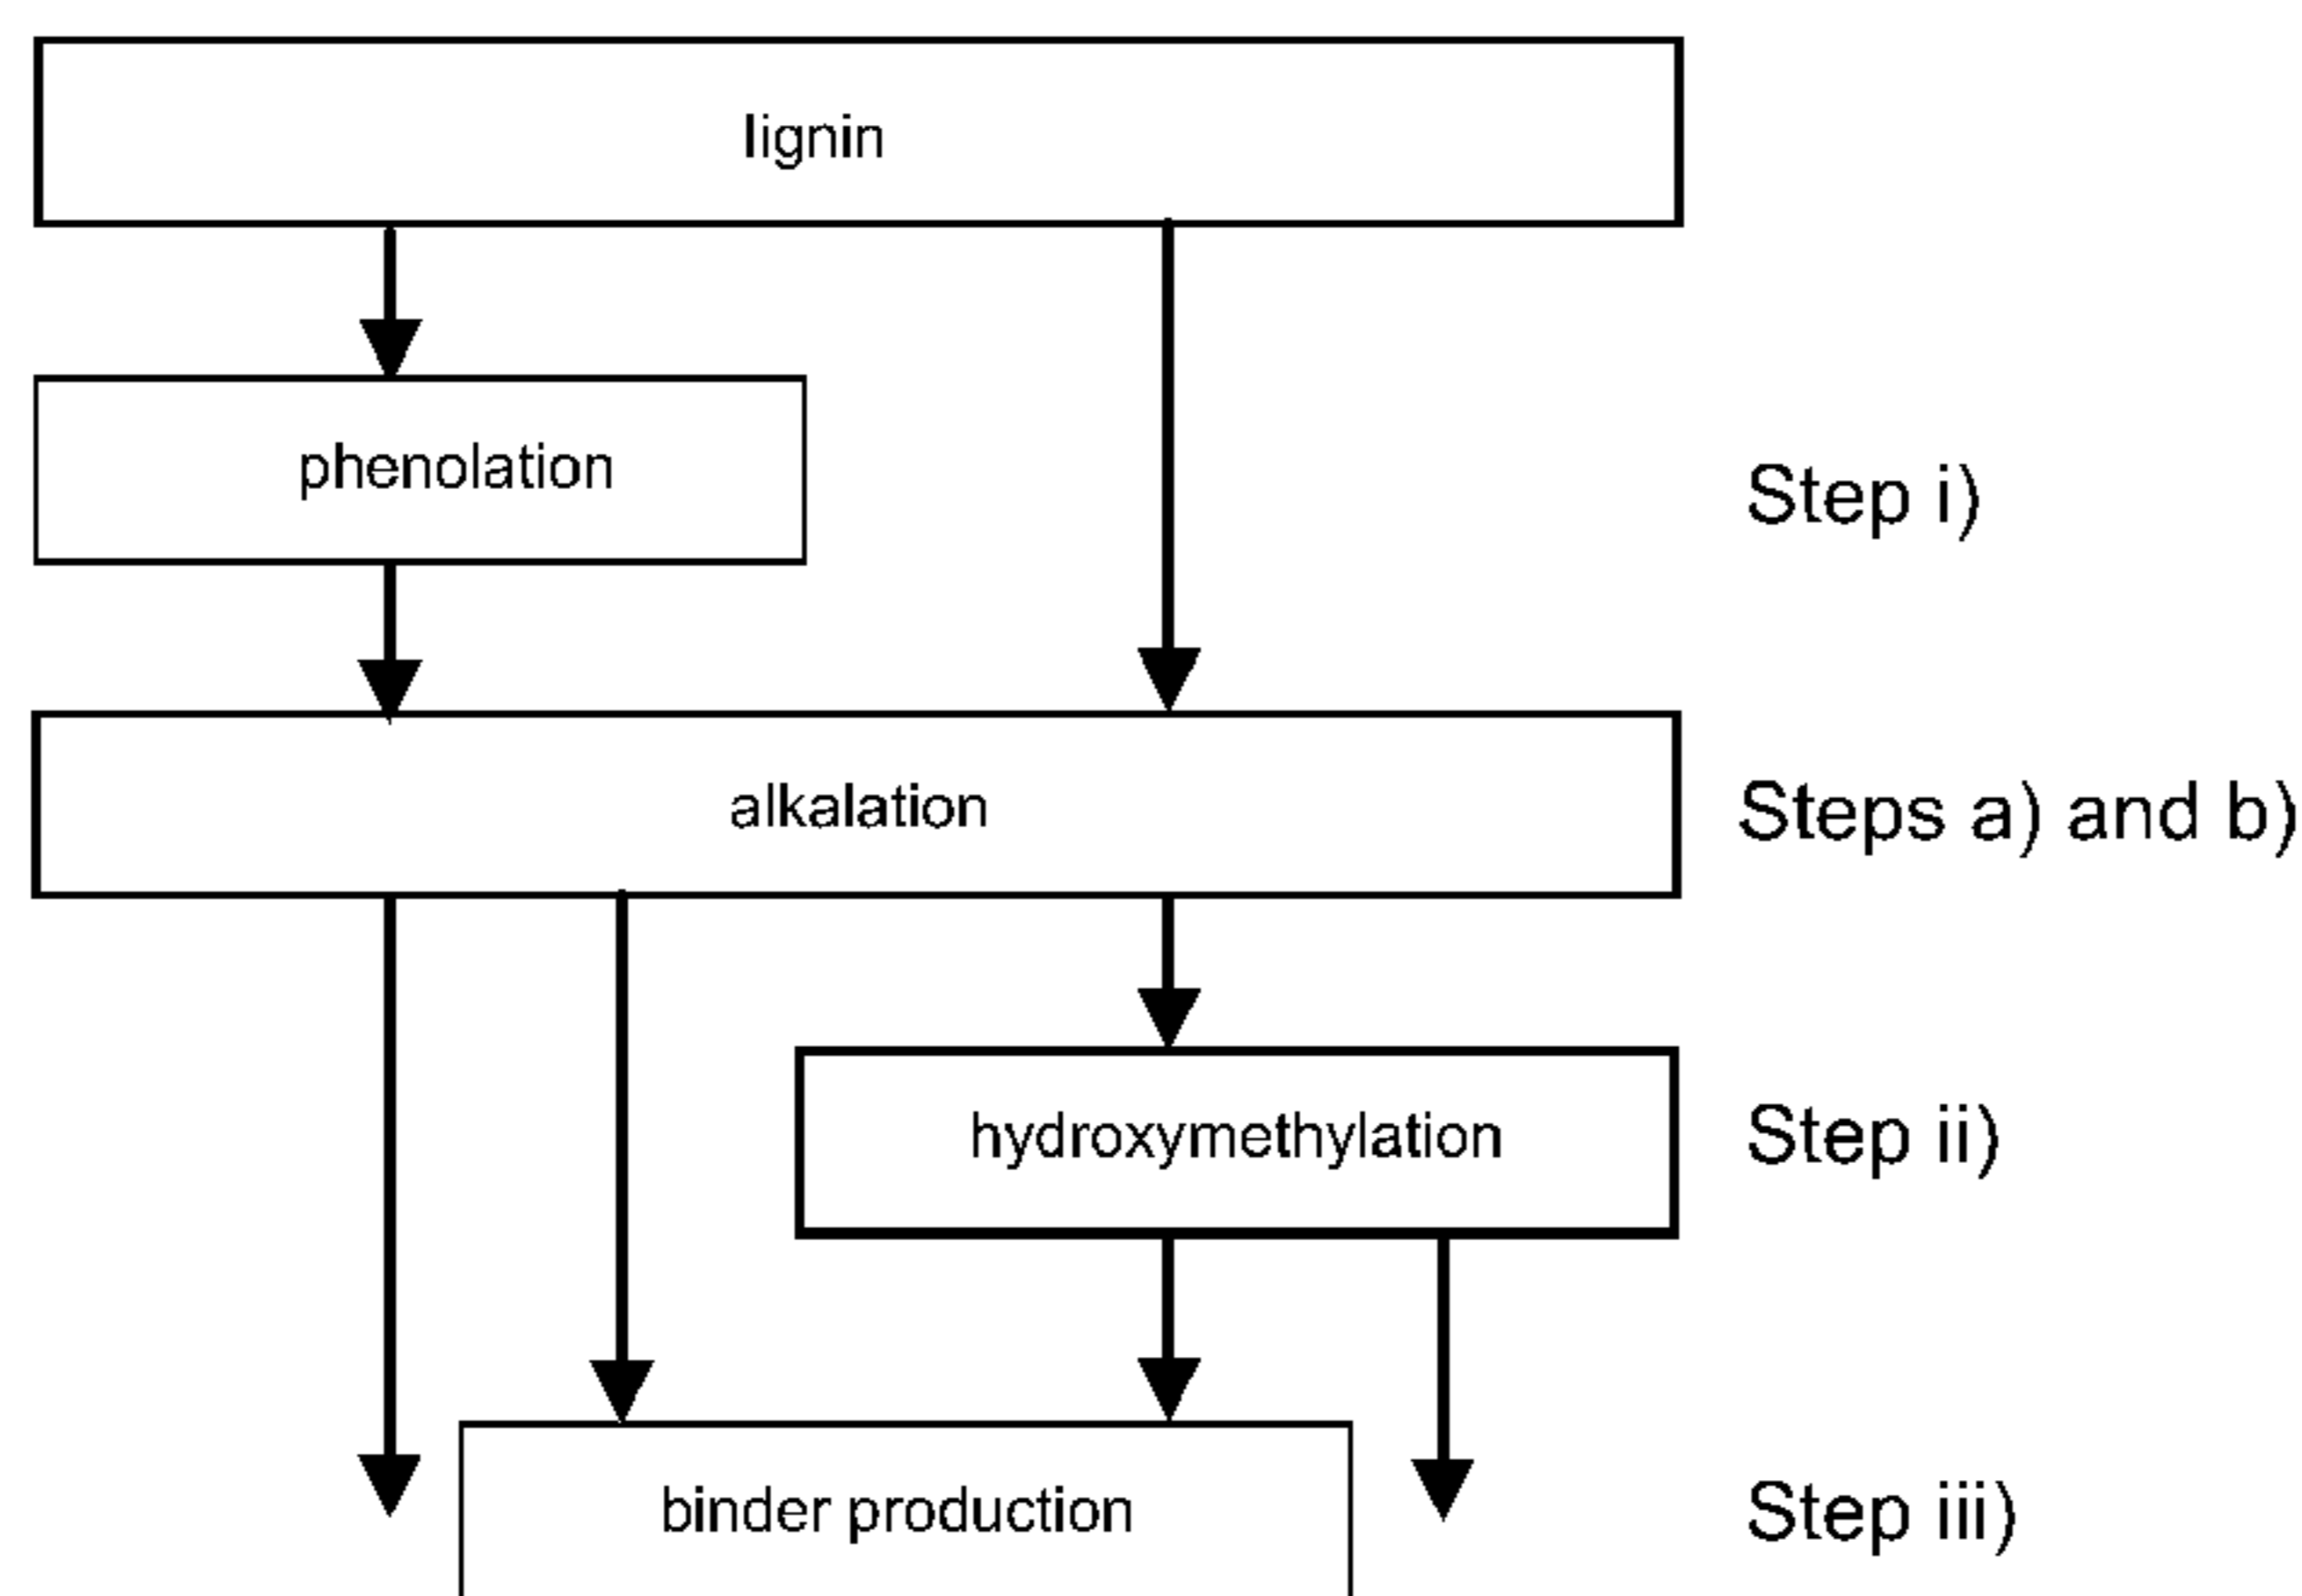 lignin
phenolation
Step i)
alkalation
Steps a) and b)
hydroxymethylation
Step ii)
binder production
Step iii)